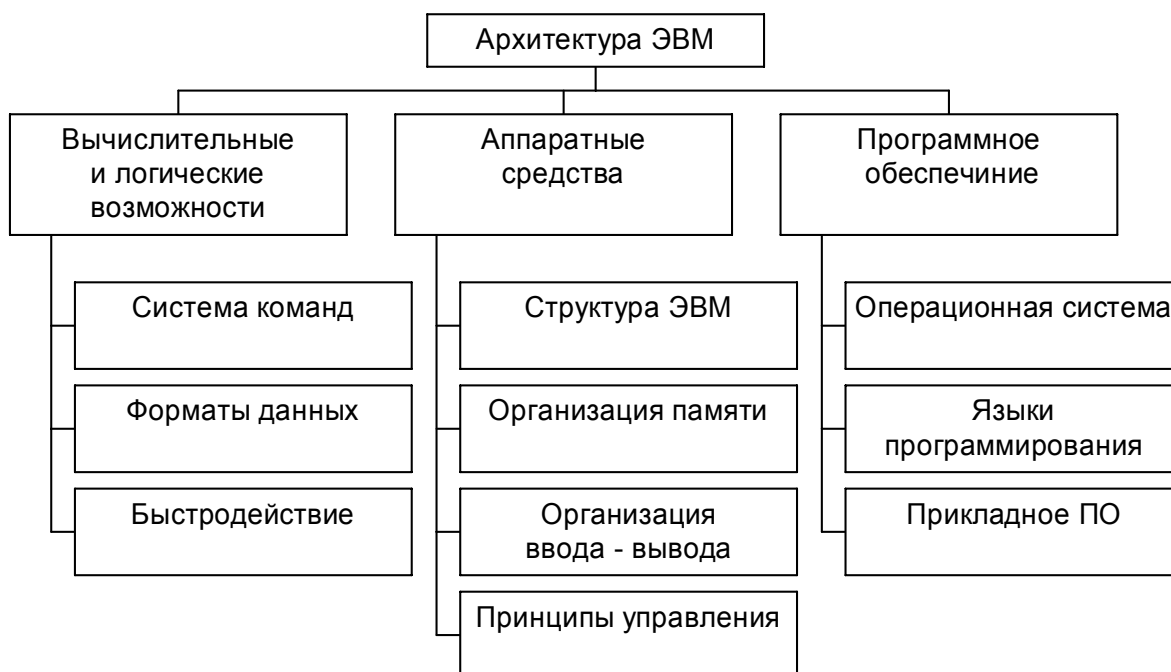 Архитектура ЭВМ
Вычислительные
и логические
возможности
Система команд
Форматы данных
Быстродействие
Аппаратные
средства
Структура ЭВМ
Организация памяти
Организация
ввода - вывода
Принципы управления
Программное
обеспечиние
Операционная система
Языки
программирования
Прикладное ПО